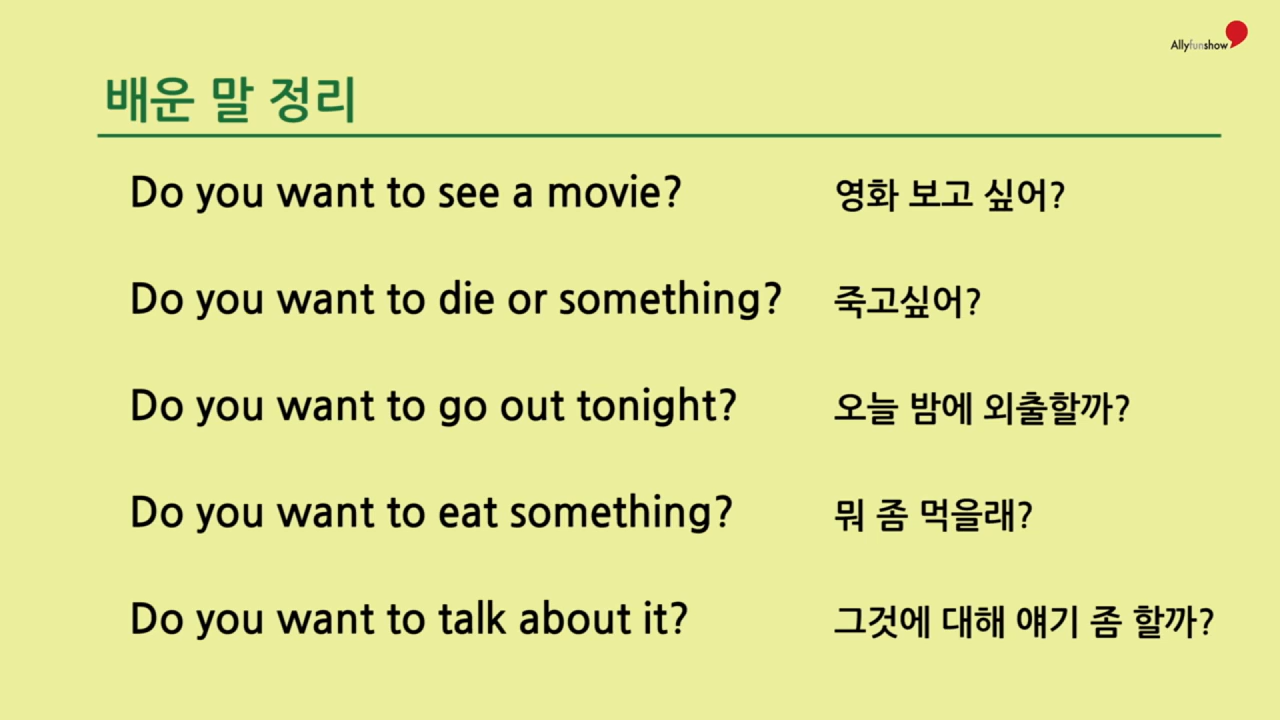 Allyfunshow
배운 말 정리
Do you want to see a movie? 영화 보고 싶어?
Do you want to die or something? 죽고싶어?
Do you want to go out tonight? 오늘 밤에 외출할까?
Do you want to eat something? 뭐 좀 먹을래?
Do you want to talk about it? 그것에 대해 얘기 좀 할까?